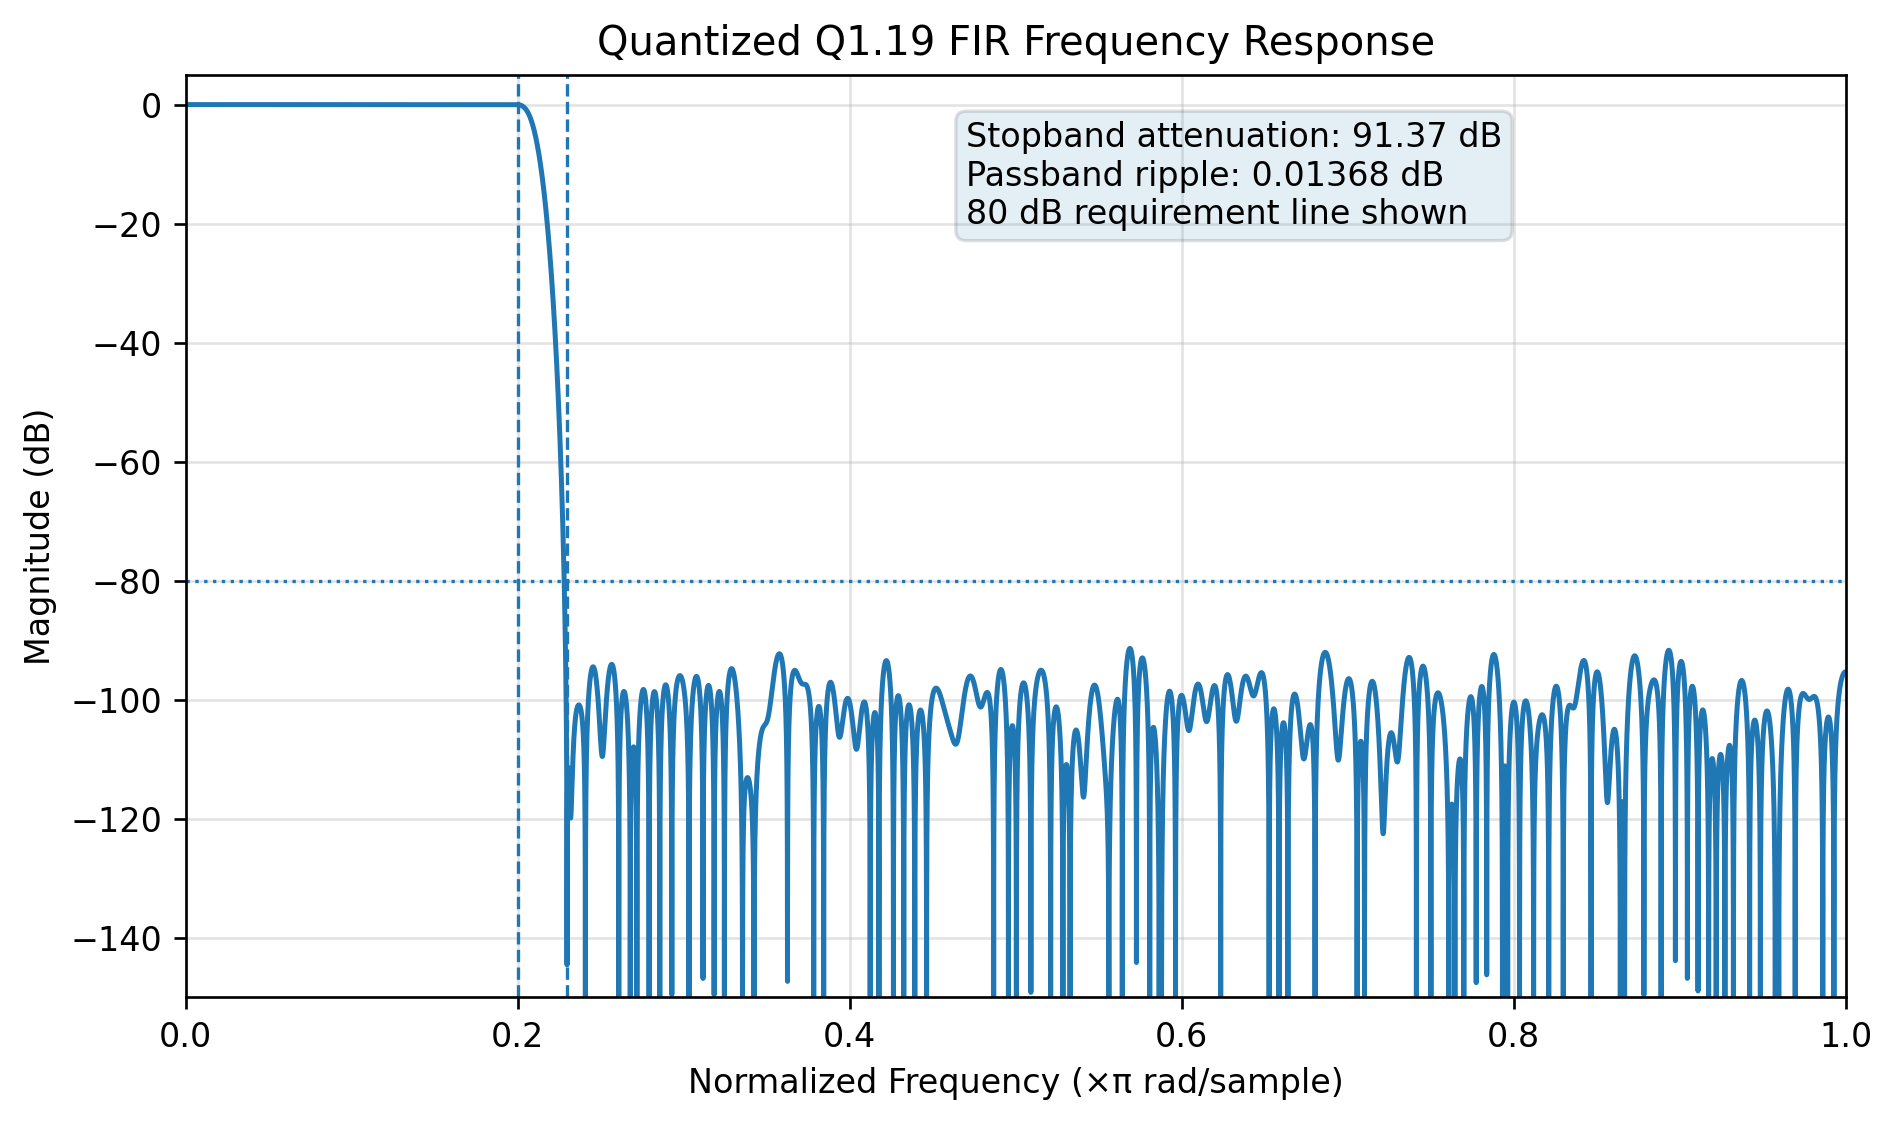 Quantized Q1.19 FIR Frequency Response
Stopband attenuation: 91.37 dB
Passband ripple: 0.01368 dB
80 dB requirement line shown
Magnitude (dB)
0
−20
−40
−60
−80
−100
−120
−140
0.0 0.2 0.4 0.6 0.8 1.0
Normalized Frequency (×π rad/sample)